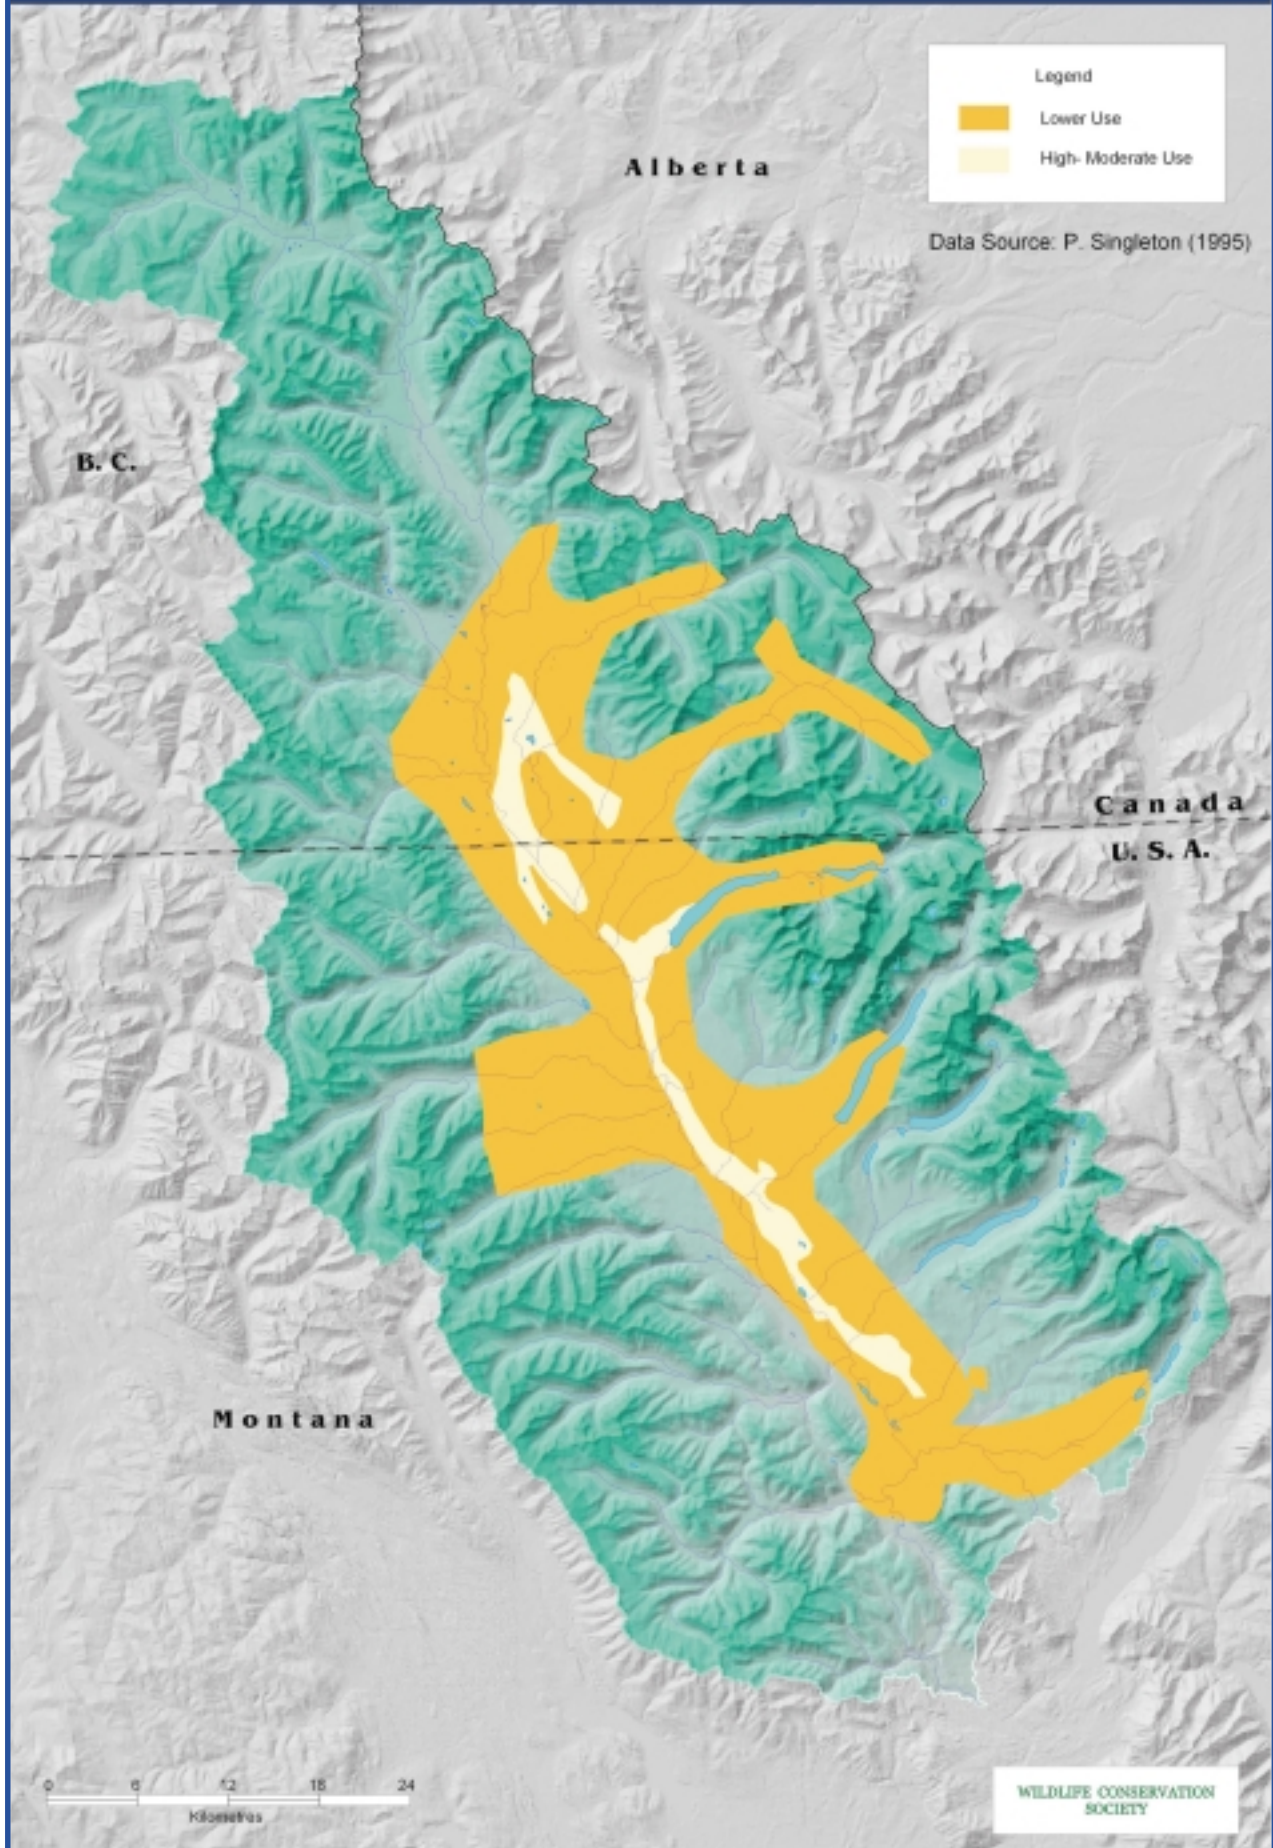 Legend
Lower Use
High- Moderate Use
Alberta
Data Source: P. Singleton (1995)
B. C.
Canada
U. S. A.
Montana
0 6 12 18 24
Kilometres
WILDLIFE CONSERVATION
SOCIETY